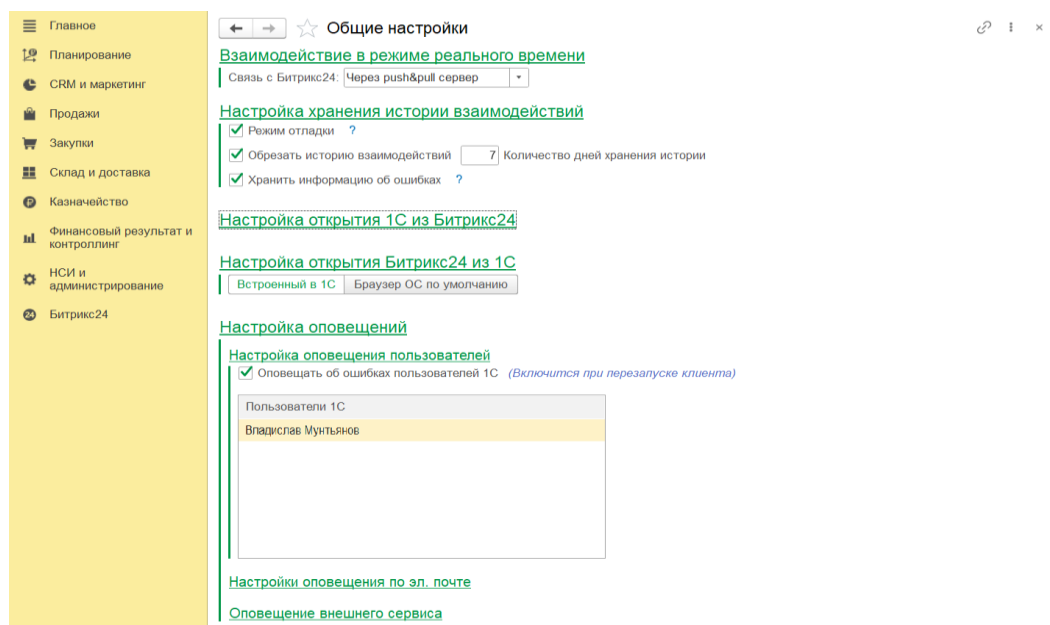 Главное
Планирование
CRM и маркетинг
Продажи
Закупки
Склад и доставка
Казначейство
Финансовый результат и
контроллинг
НСИ и
администрирование
24 Битрикс24
Общие настройки
Взаимодействие в режиме реального времени
Связь с Битрикс24: Через push&pull сервер
Настройка хранения истории взаимодействий
Режим отладки ?
Обрезать историю взаимодействий 7 Количество дней хранения истории
Хранить информацию об ошибках ?
Настройка открытия 1С из Битрикс24
Настройка открытия Битрикс24 из 1С
Встроенный в 1С Браузер ОС по умолчанию
Настройка оповещений
Настройка оповещения пользователей
Оповещать об ошибках пользователей 1С (Включится при перезапуске клиента)
Пользователи 1С
Владислав Мунтьянов
Настройки оповещения по эл. почте
Оповещение внешнего сервиса